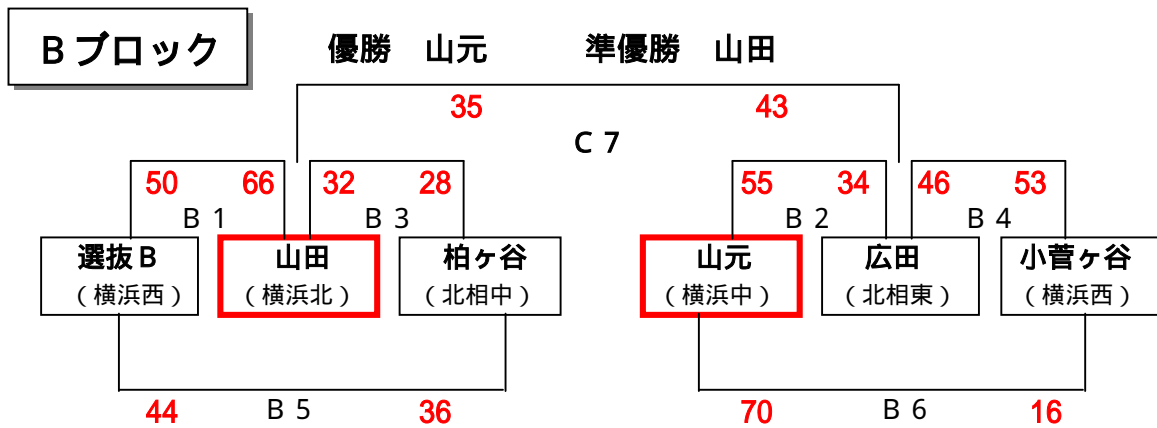 Bブロック 優勝 山元 準優勝 山田
35 43
C7
50 66 32 28 55 34 46 53
B1 B3 B2 B4
選抜B 山田 柏ヶ谷 山元 広田 小菅ヶ谷
(横浜西) (横浜北) (北相中) (横浜中) (北相東) (横浜西)
44 B5 36 70 B6 16